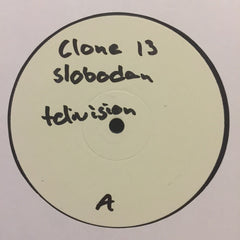 Clone 13
slobodan
television
A